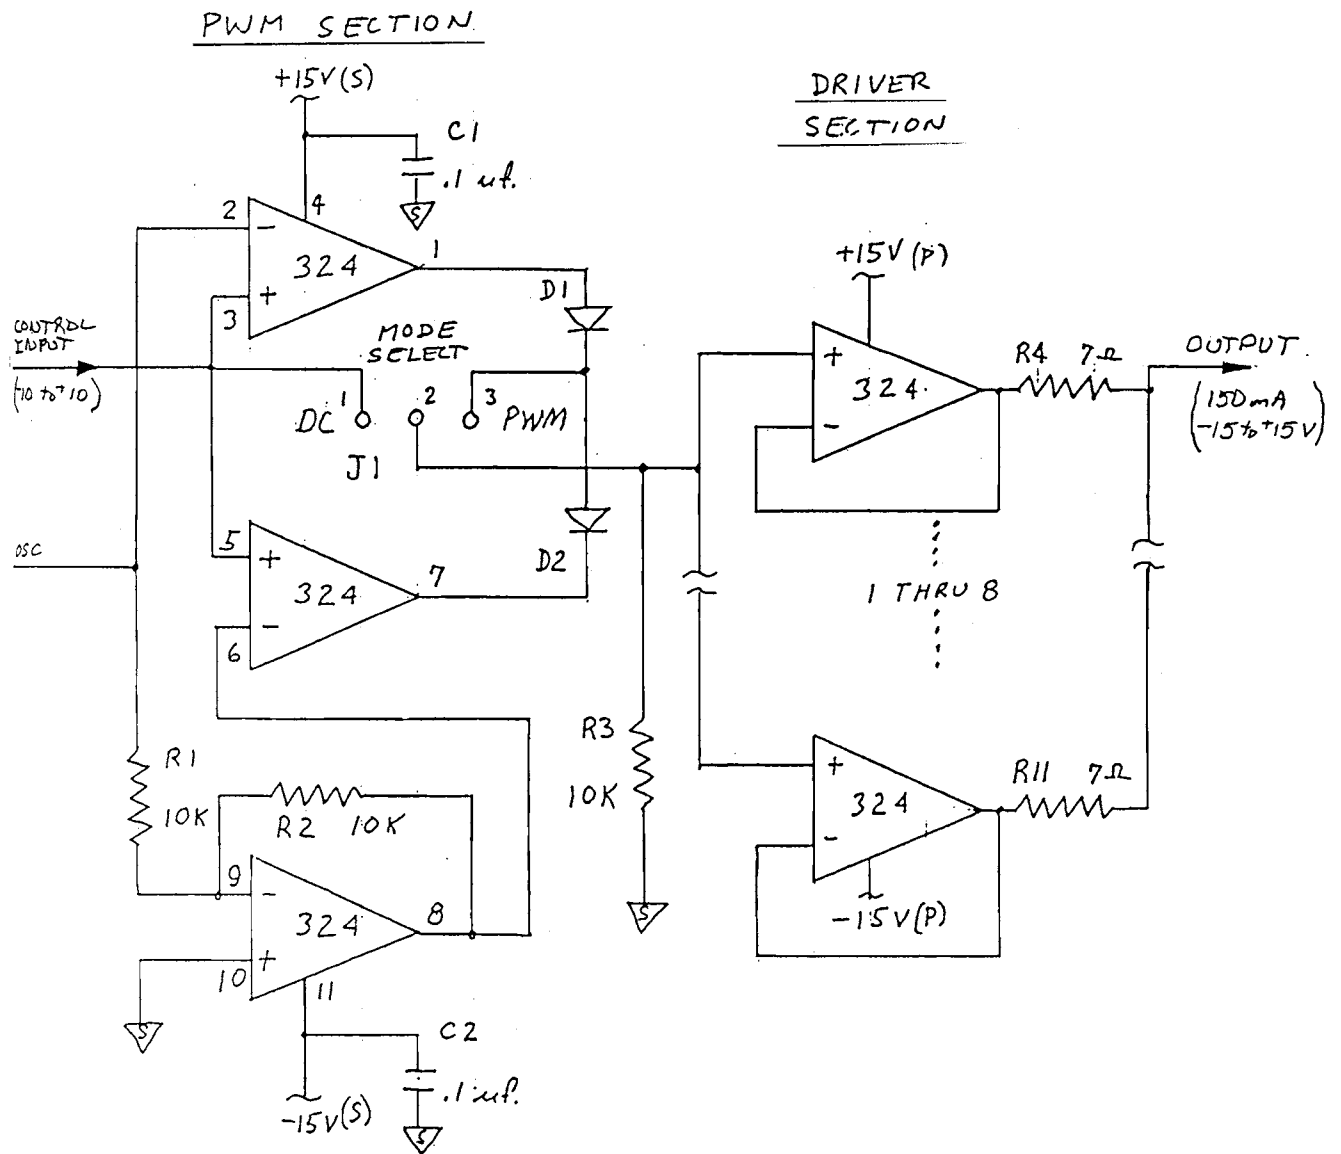 PWM SECTION
+15V(S)
DRIVER
SECTION
C1
.1 uf.
S
2
4
-
324
1
+
3
D1
+15V(P)
CONTROL
INPUT
(-10 to +10)
MODE
SELECT
1
2
3
DC
PWM
J1
+
324
-
R4
7Ω
OUTPUT
(150mA
-15 to +15V)
OSC
5
+
324
7
-
6
D2
1 THRU 8
R1
10K
R2
10K
R3
10K
S
+
324
-
R11
7Ω
-15V(P)
9
-
324
8
+
10
11
S
C2
.1 uf.
-15V(S)
S